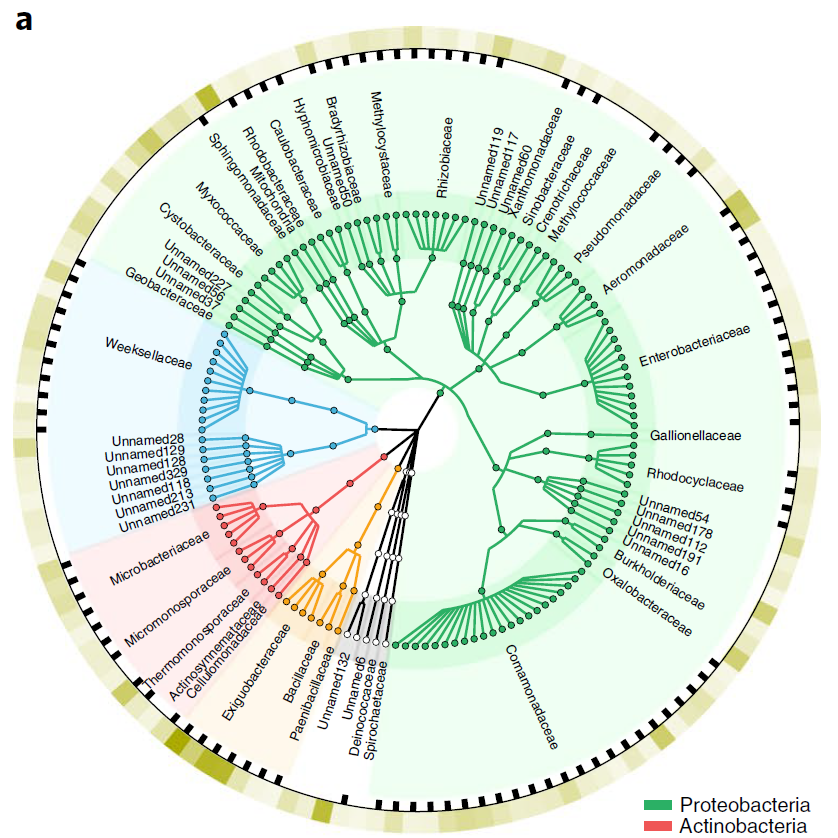 a
Methylocystaceae
Bradyrhizobiaceae
Unnamed50
Hyphomicrobiaceae
Caulobacteraceae
Rhodobacteraceae
Mitochondria
Sphingomonadaceae
Myxococcaceae
Cystobacteraceae
Unnamed227
Unnamed56
Unnamed37
Geobacteraceae
Weeksellaceae
Unnamed28
Unnamed129
Unnamed128
Unnamed329
Unnamed118
Unnamed213
Unnamed231
Microbacteriaceae
Micromonosporaceae
Thermomonosporaceae
Actinosynnemataceae
Cellulomonadaceae
Exiguobacteraceae
Bacillaceae
Paenibacillaceae
Unnamed132
Unnamed6
Deinococcaceae
Spirochaetaceae
Comamonadaceae
Oxalobacteraceae
Burkholderiaceae
Unnamed16
Unnamed191
Unnamed112
Unnamed178
Unnamed54
Rhodocyclaceae
Gallionellaceae
Enterobacteriaceae
Aeromonadaceae
Pseudomonadaceae
Methylococcaceae
Crenotrichaceae
Sinobacteraceae
Xanthomonadaceae
Unnamed60
Unnamed117
Unnamed119
Rhizobiaceae
Proteobacteria
Actinobacteria